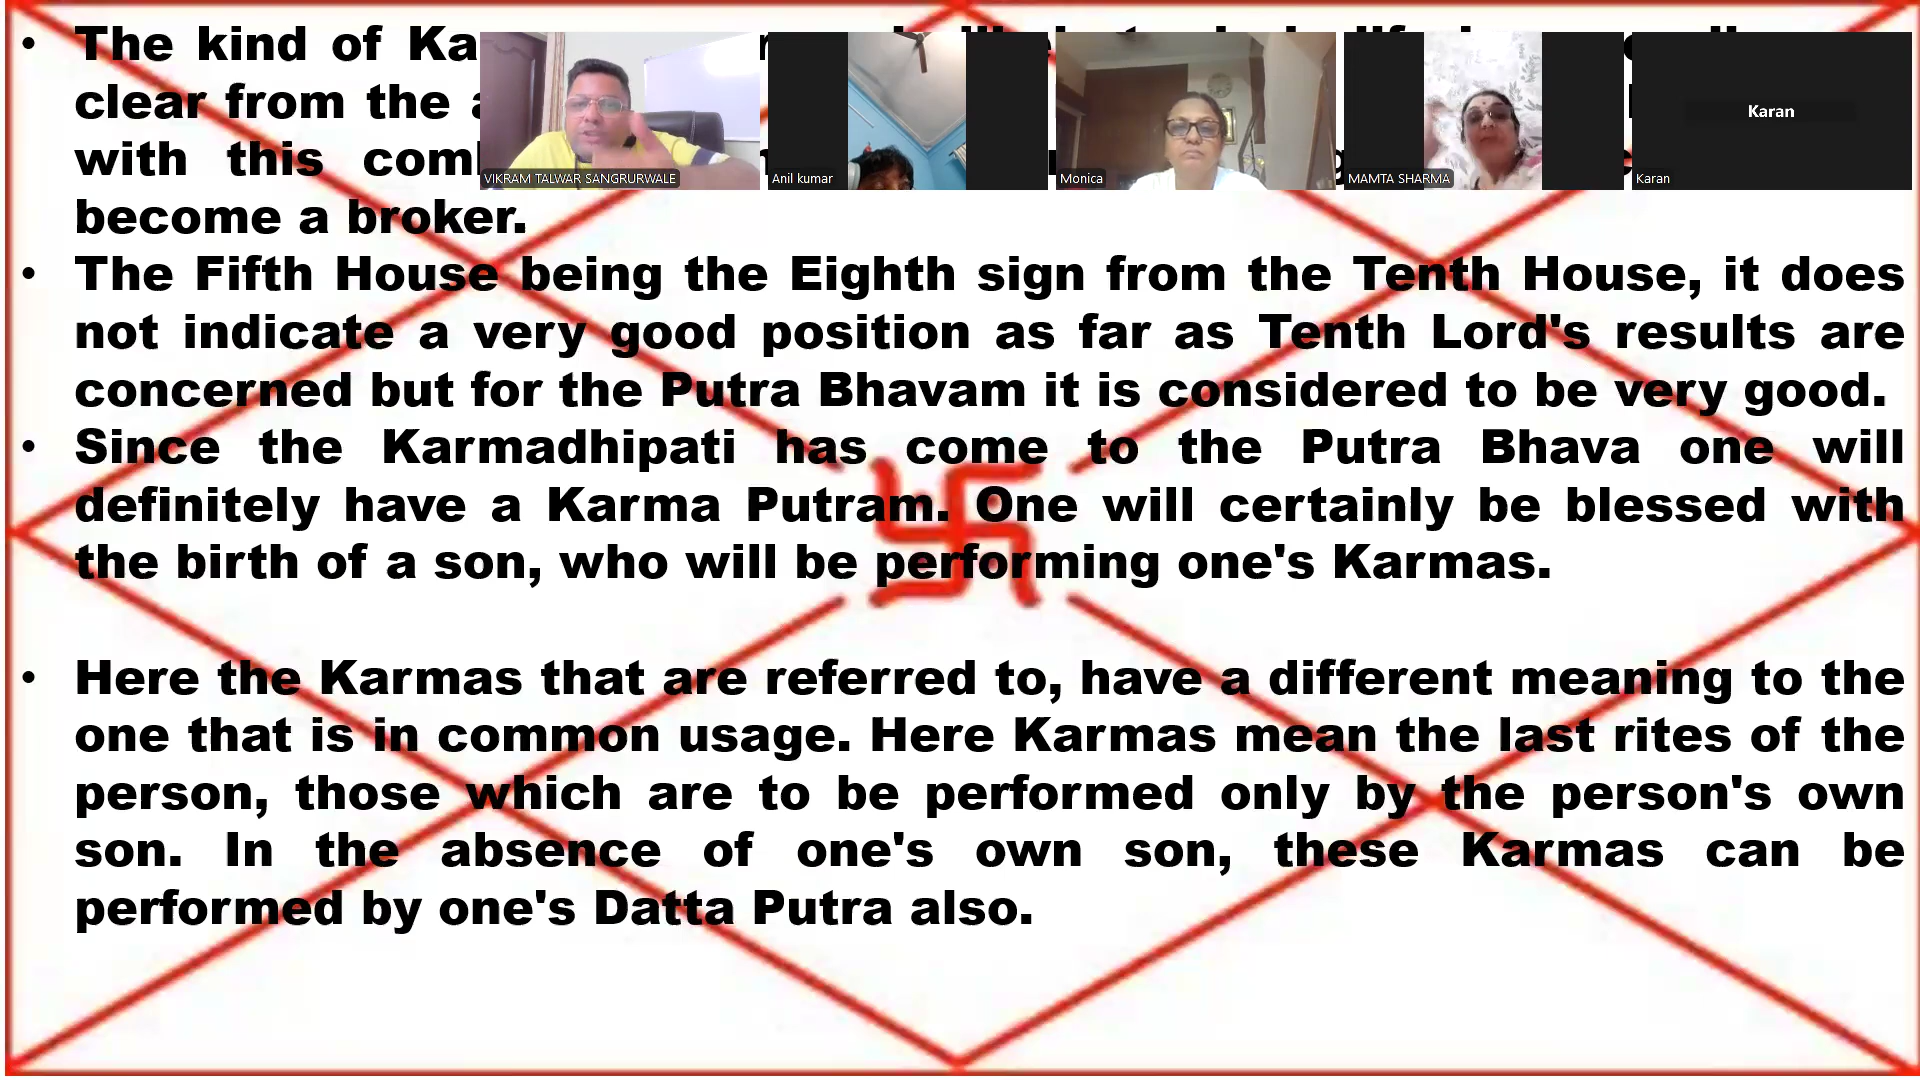 • The kind of Ka
clear from the a
with this com
become a broker.
VIKRAM TALWAR SANGRURWALE
Anil kumar
Monica
MAMTA SHARMA
Karan
Karan
• The Fifth House being the Eighth sign from the Tenth House, it does
not indicate a very good position as far as Tenth Lord's results are
concerned but for the Putra Bhavam it is considered to be very good.
• Since the Karmadhipati has come to the Putra Bhava one will
definitely have a Karma Putram. One will certainly be blessed with
the birth of a son, who will be performing one's Karmas.
• Here the Karmas that are referred to, have a different meaning to the
one that is in common usage. Here Karmas mean the last rites of the
person, those which are to be performed only by the person's own
son. In the absence of one's own son, these Karmas can be
performed by one's Datta Putra also.